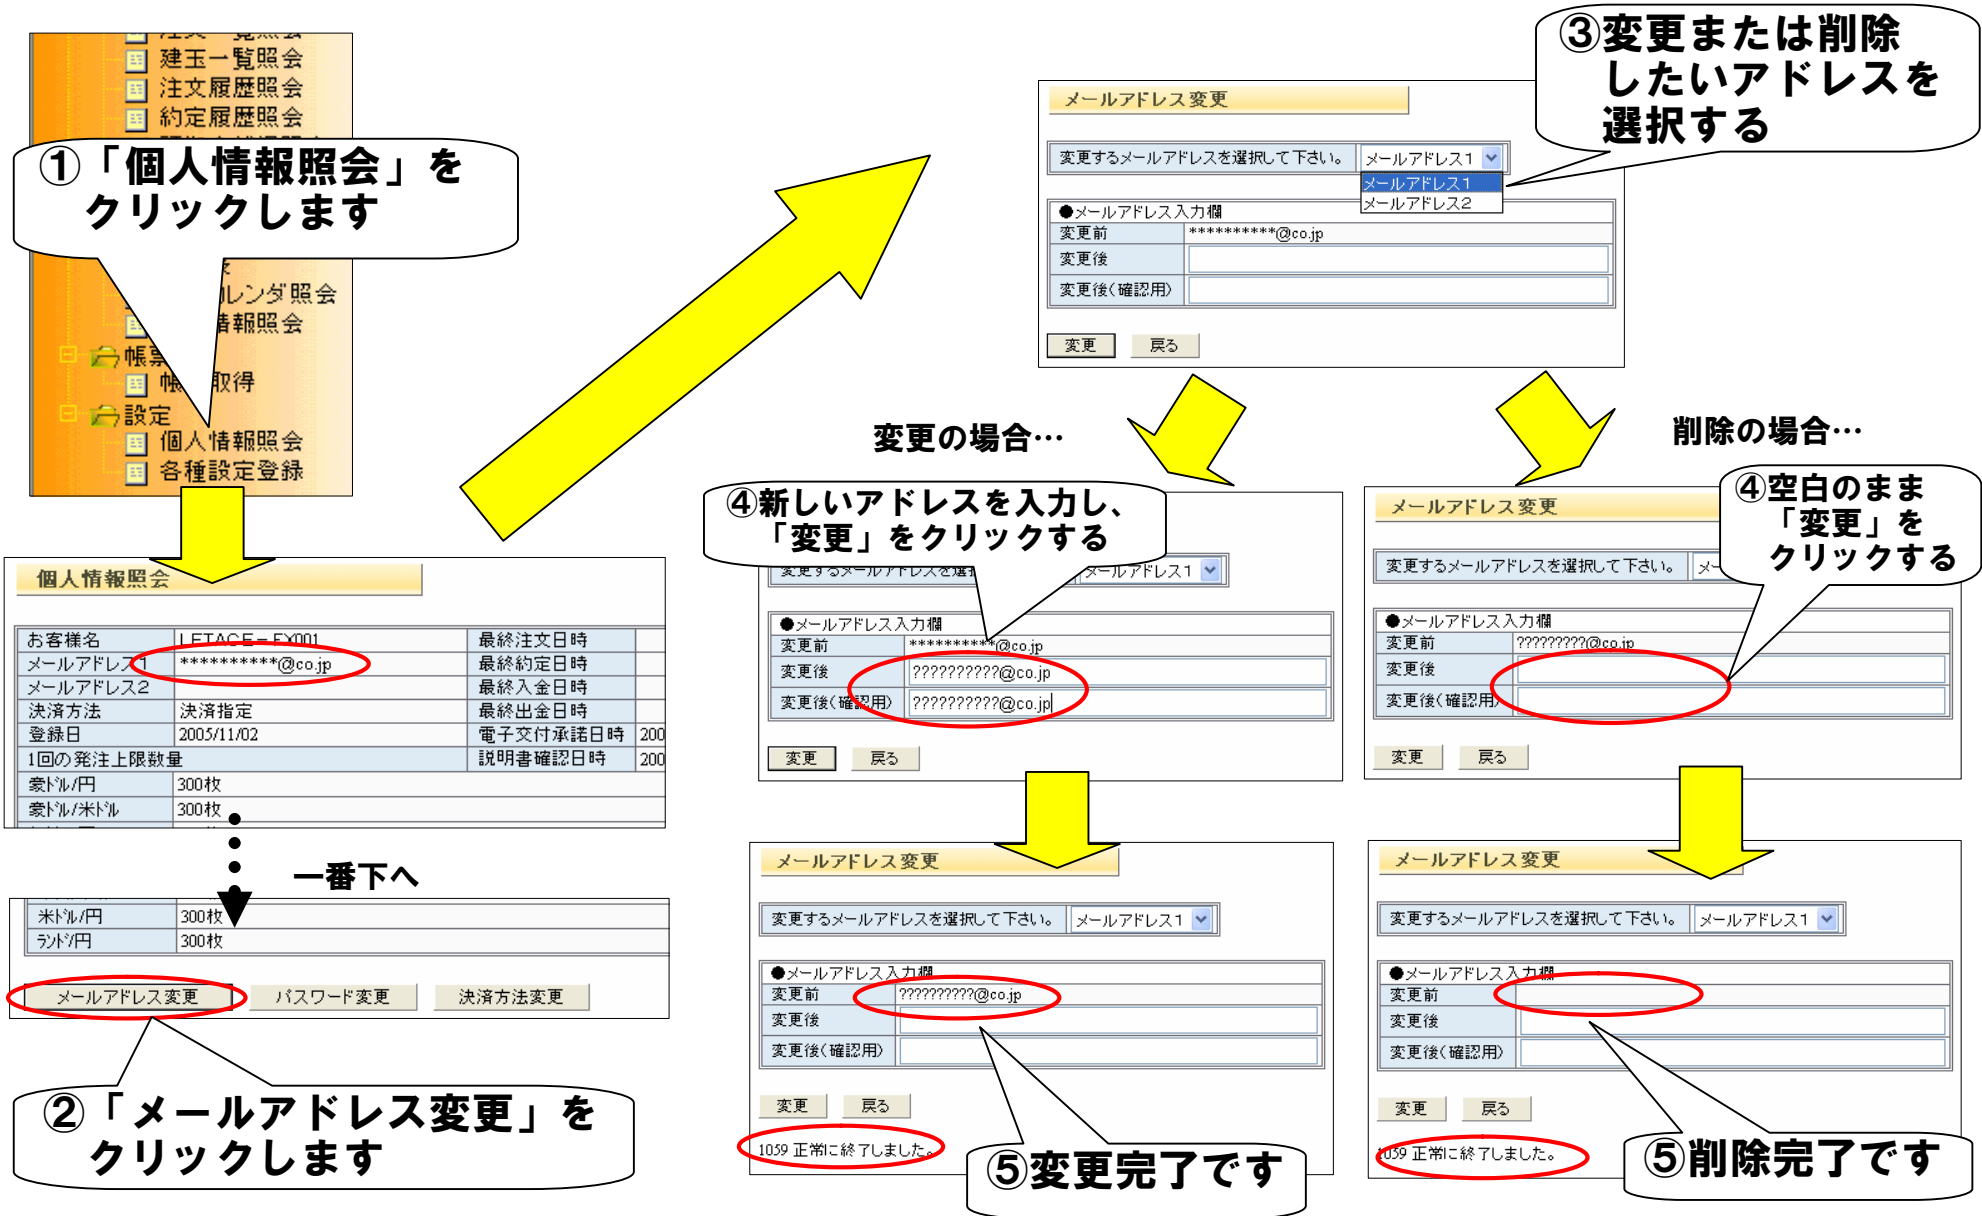 建玉一覧照会
注文履歴照会
約定履歴照会
①「個人情報照会」を
クリックします
レンダ照会
情報照会
帳票
帳 取得
設定
個人情報照会
各種設定登録
個人情報照会
お客様名 LETACE-FX001 最終注文日時
メールアドレス1 **********@co.jp 最終約定日時
メールアドレス2 最終入金日時
決済方法 決済指定 最終出金日時
登録日 2005/11/02 電子交付承諾日時 200
1回の発注上限数量 説明書確認日時 200
豪ドル/円 300枚
豪ドル/米ドル 300枚
一番下へ
米ドル/円 300枚
ランド/円 300枚
メールアドレス変更 パスワード変更 決済方法変更
②「メールアドレス変更」を
クリックします
③変更または削除
したいアドレスを
選択する
メールアドレス変更
変更するメールアドレスを選択して下さい。 メールアドレス1
メールアドレス1
メールアドレス2
●メールアドレス入力欄
変更前 **********@co.jp
変更後
変更後(確認用)
変更 戻る
変更の場合…
④新しいアドレスを入力し、
「変更」をクリックする
変更するメールアドレスを選 メールアドレス1
●メールアドレス入力欄
変更前 **********@co.jp
変更後 ??????????@co.jp
変更後(確認用) ??????????@co.jp
変更 戻る
メールアドレス変更
変更するメールアドレスを選択して下さい。 メールアドレス1
●メールアドレス入力欄
変更前 ??????????@co.jp
変更後
変更後(確認用)
変更 戻る
1059 正常に終了しました。
⑤変更完了です
削除の場合…
④空白のまま
「変更」を
クリックする
メールアドレス変更
変更するメールアドレスを選択して下さい。 メー
●メールアドレス入力欄
変更前 ?????????@co.jp
変更後
変更後(確認用)
変更 戻る
メールアドレス変更
変更するメールアドレスを選択して下さい。 メールアドレス1
●メールアドレス入力欄
変更前
変更後
変更後(確認用)
変更 戻る
1059 正常に終了しました。
⑤削除完了です